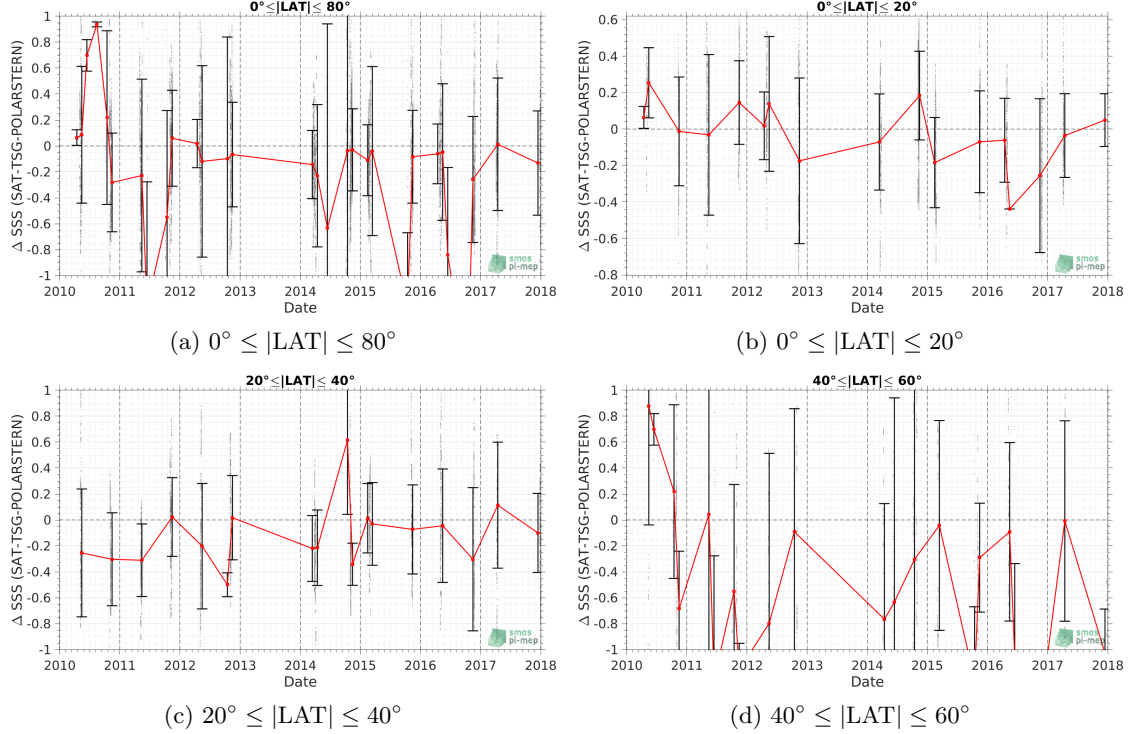 0°≤|LAT|≤ 80°
Δ SSS (SAT-TSG-POLARSTERN)
1
0.8
0.6
0.4
0.2
0
-0.2
-0.4
-0.6
-0.8
-1
2010 2011 2012 2013 2014 2015 2016 2017 2018
Date
smos
pi-mep
(a) 0° ≤ |LAT| ≤ 80°
0°≤|LAT|≤ 20°
Δ SSS (SAT-TSG-POLARSTERN)
0.6
0.4
0.2
0
-0.2
-0.4
-0.6
-0.8
2010 2011 2012 2013 2014 2015 2016 2017 2018
Date
smos
pi-mep
(b) 0° ≤ |LAT| ≤ 20°
20°≤|LAT|≤ 40°
Δ SSS (SAT-TSG-POLARSTERN)
1
0.8
0.6
0.4
0.2
0
-0.2
-0.4
-0.6
-0.8
-1
2010 2011 2012 2013 2014 2015 2016 2017 2018
Date
smos
pi-mep
(c) 20° ≤ |LAT| ≤ 40°
40°≤|LAT|≤ 60°
Δ SSS (SAT-TSG-POLARSTERN)
1
0.8
0.6
0.4
0.2
0
-0.2
-0.4
-0.6
-0.8
-1
2010 2011 2012 2013 2014 2015 2016 2017 2018
Date
smos
pi-mep
(d) 40° ≤ |LAT| ≤ 60°